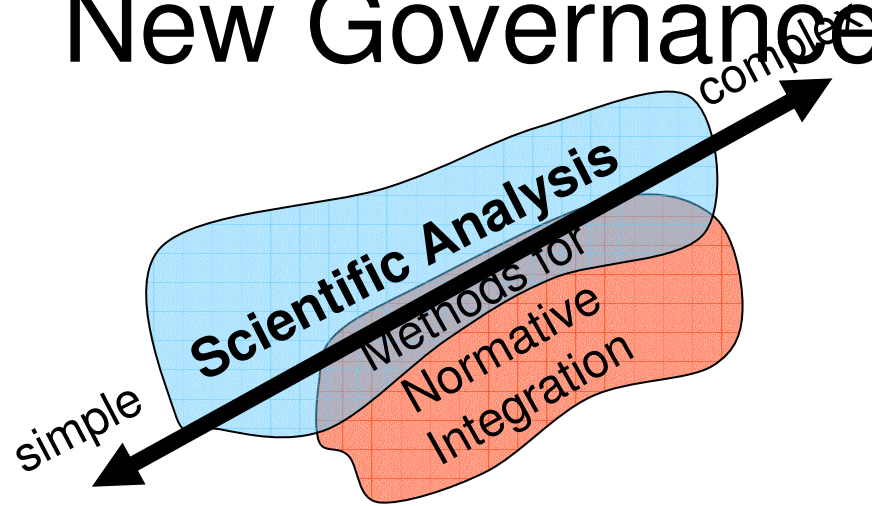 New Governance
complex
Scientific Analysis
Methods for
Normative
Integration
simple